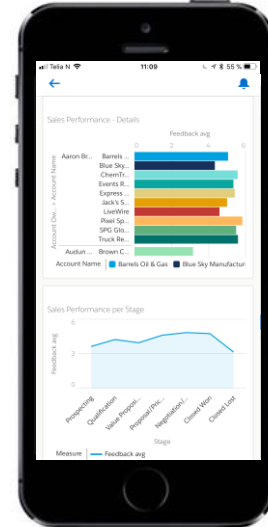 Telia N 11:09 55 %
Sales Performance - Details
Feedback avg
0 2 4 6
Account Ow... > Account Name
Aaron Br... Barrels ...
Blue Sky...
ChemTr...
Events R...
Express ...
Jack's S...
LiveWire
Pixel Sp...
SPG Glo...
Truck Re...
Audun ... Brown C...
Account Name Barrels Oil & Gas Blue Sky Manufactur
Sales Performance per Stage
Feedback avg
6
3
0
Prospecting
Qualification
Value Proposi...
Proposal/Pric...
Negotiation/...
Closed Won
Closed Lost
Stage
Measure Feedback avg